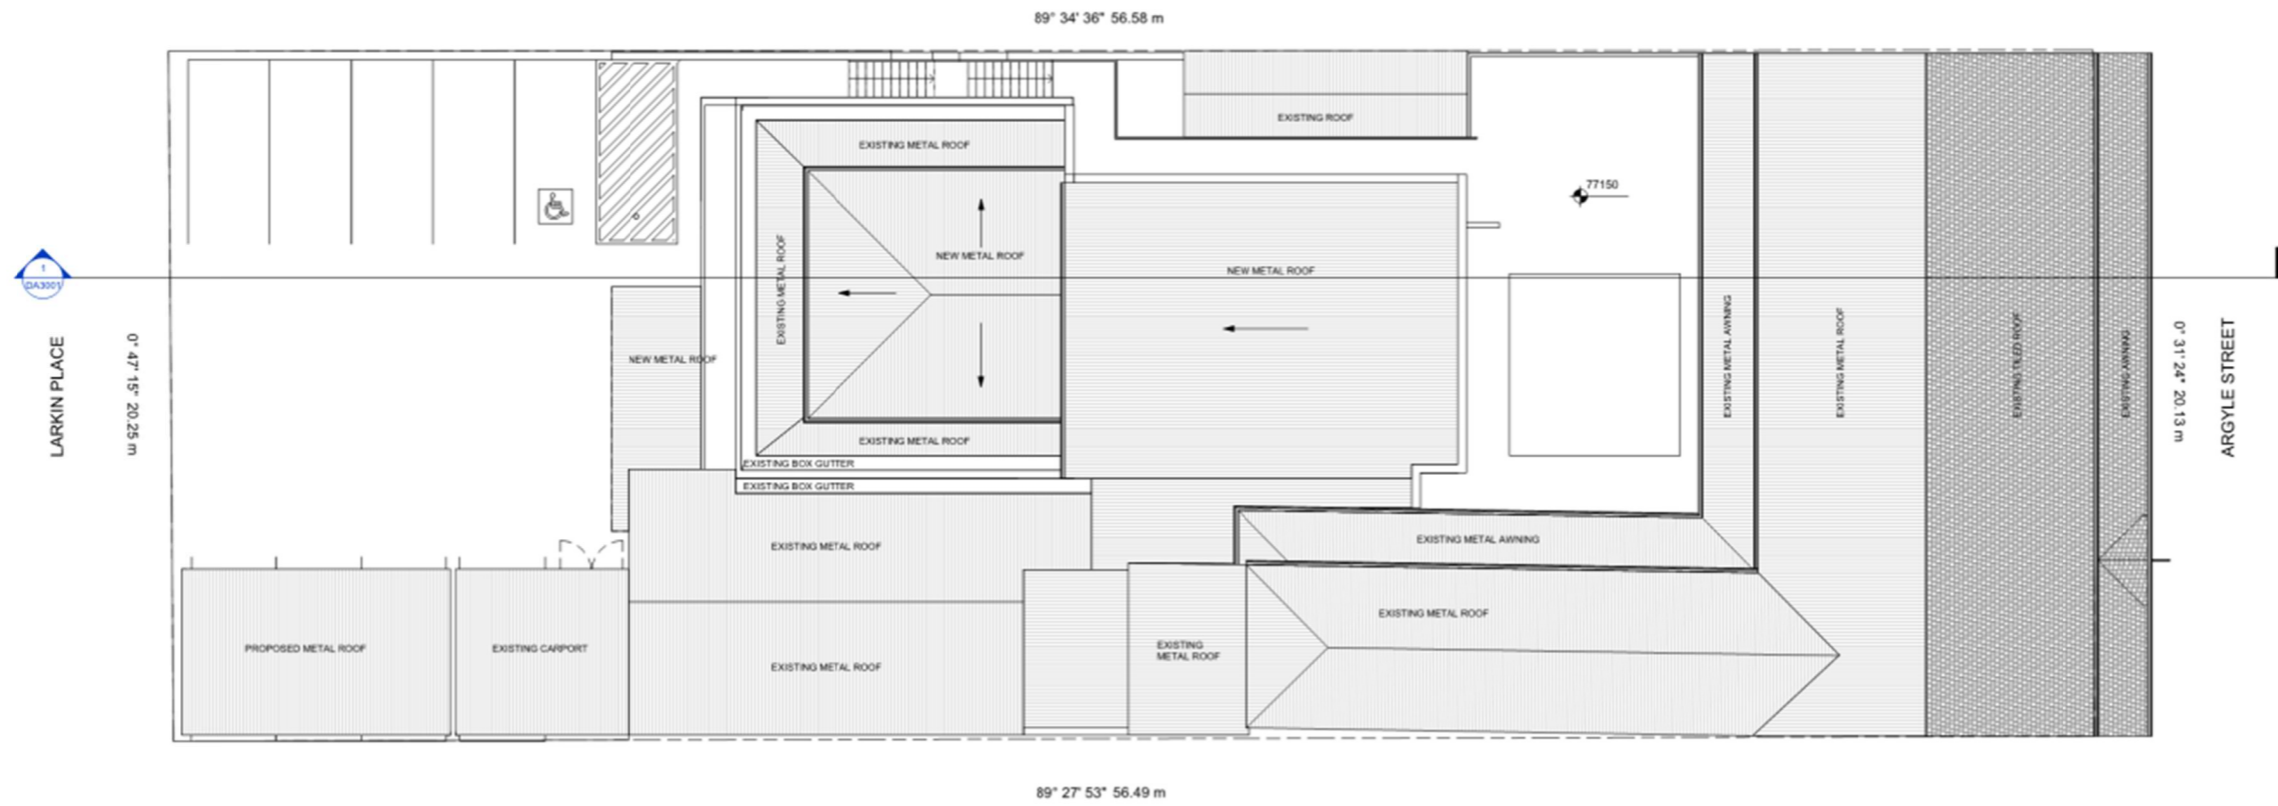 89° 34' 36" 56.58 m
EXISTING ROOF
EXISTING METAL ROOF
77150
NEW METAL ROOF
NEW METAL ROOF
1
DA3001
EXISTING METAL ROOF
NEW METAL ROOF
LARKIN PLACE
0° 47' 15" 20.25 m
EXISTING METAL AWNING
EXISTING METAL ROOF
EXISTING TILED ROOF
EXISTING AWNING
0° 31' 24" 20.13 m
ARGYLE STREET
EXISTING METAL ROOF
EXISTING BOX GUTTER
EXISTING BOX GUTTER
EXISTING METAL ROOF
EXISTING METAL AWNING
EXISTING METAL ROOF
PROPOSED METAL ROOF
EXISTING CARPORT
EXISTING
METAL ROOF
EXISTING METAL ROOF
89° 27' 53" 56.49 m